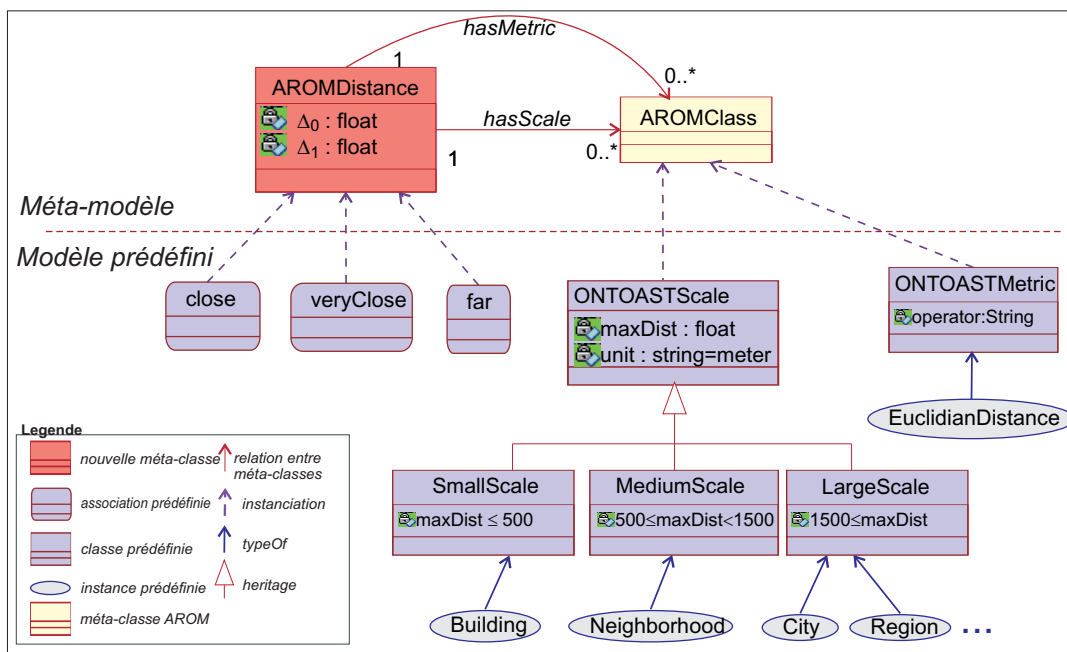 hasMetric
1
0..*
AROMDistance
Δ0 : float
Δ1 : float
hasScale
1
0..*
AROMClass
Méta-modèle
Modèle prédéfini
close
veryClose
far
ONTOASTScale
maxDist : float
unit : string=meter
ONTOASTMetric
operator:String
EuclidianDistance
SmallScale
maxDist ≤ 500
MediumScale
500≤maxDist<1500
LargeScale
1500≤maxDist
Building
Neighborhood
City
Region
...
Legende
nouvelle méta-classe
relation entre
méta-classes
association prédéfinie
instanciation
classe prédéfinie
typeOf
instance prédéfinie
heritage
méta-classe AROM